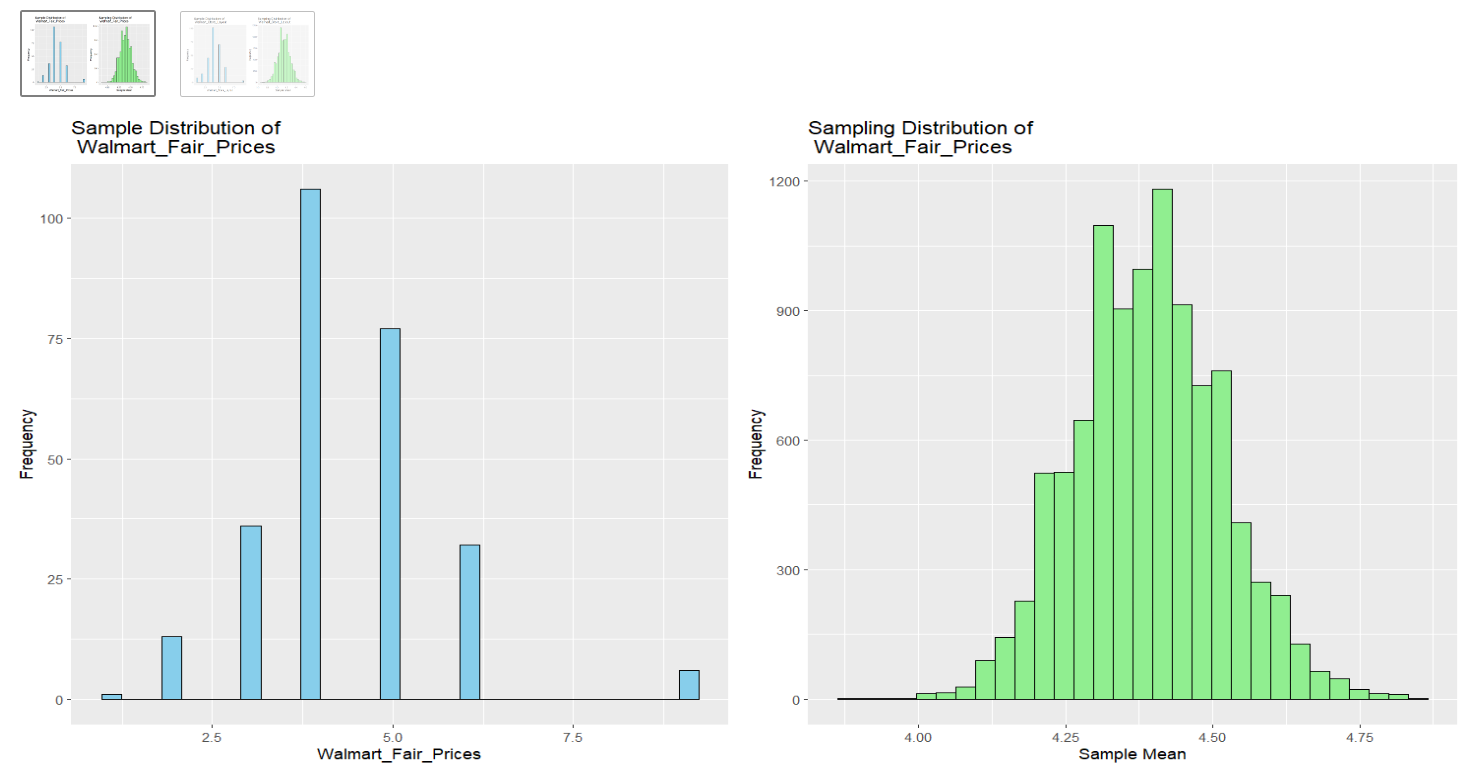 Sample Distribution of
Walmart_Fair_Prices
Sampling Distribution of
Walmart_Fair_Prices
Frequency
100
75
50
25
0
2.5 5.0 7.5
Walmart_Fair_Prices
Frequency
1200
900
600
300
0
4.00 4.25 4.50 4.75
Sample Mean